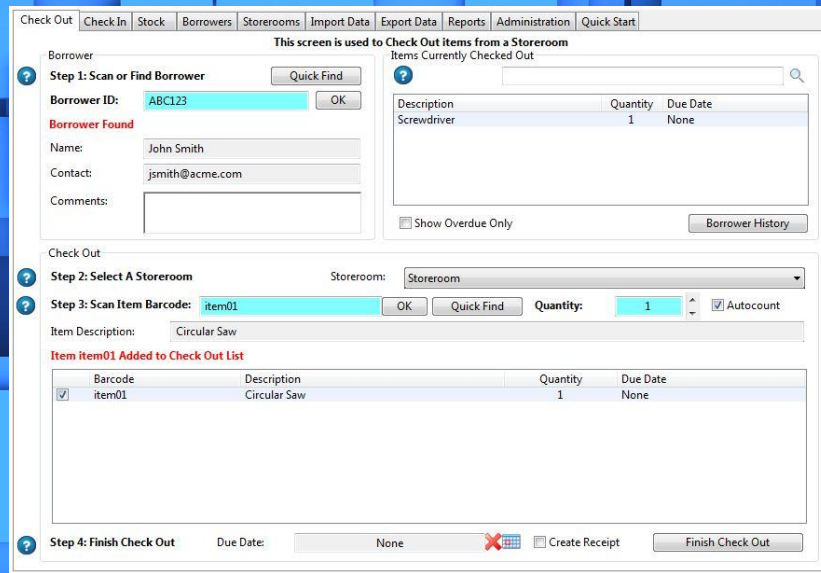 Check Out Check In Stock Borrowers Storerooms Import Data Export Data Reports Administration Quick Start
This screen is used to Check Out items from a Storeroom
Borrower
Step 1: Scan or Find Borrower Quick Find
Borrower ID: ABC123 OK
Borrower Found
Name: John Smith
Contact: jsmith@acme.com
Comments:
Items Currently Checked Out
Description Quantity Due Date
Screwdriver 1 None
Show Overdue Only Borrower History
Check Out
Step 2: Select A Storeroom Storeroom: Storeroom
Step 3: Scan Item Barcode: item01 OK Quick Find Quantity: 1 Autocount
Item Description: Circular Saw
Item item01 Added to Check Out List
Barcode Description Quantity Due Date
item01 Circular Saw 1 None
Step 4: Finish Check Out Due Date: None Create Receipt Finish Check Out